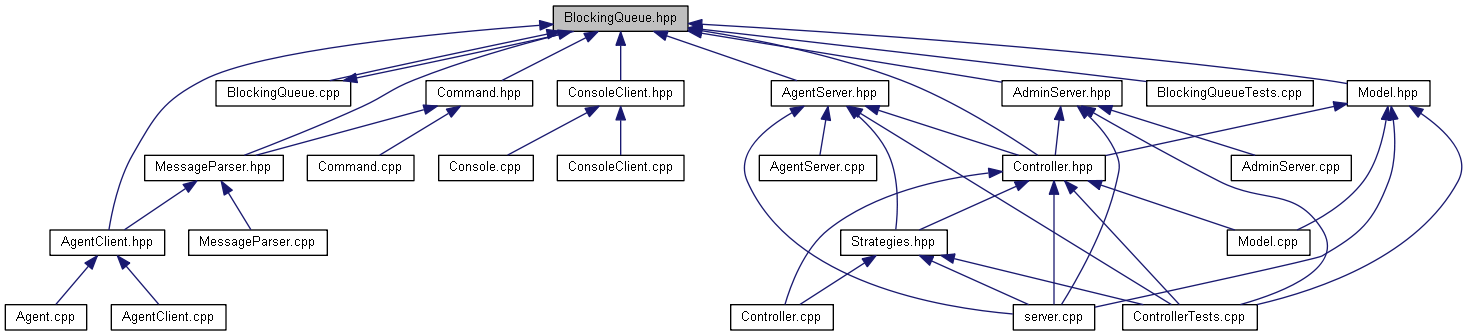 BlockingQueue.hpp
BlockingQueue.cpp
Command.hpp
ConsoleClient.hpp
AgentServer.hpp
AdminServer.hpp
BlockingQueueTests.cpp
Model.hpp
MessageParser.hpp
Command.cpp
Console.cpp
ConsoleClient.cpp
AgentServer.cpp
Controller.hpp
AdminServer.cpp
AgentClient.hpp
MessageParser.cpp
Strategies.hpp
Model.cpp
Agent.cpp
AgentClient.cpp
Controller.cpp
server.cpp
ControllerTests.cpp